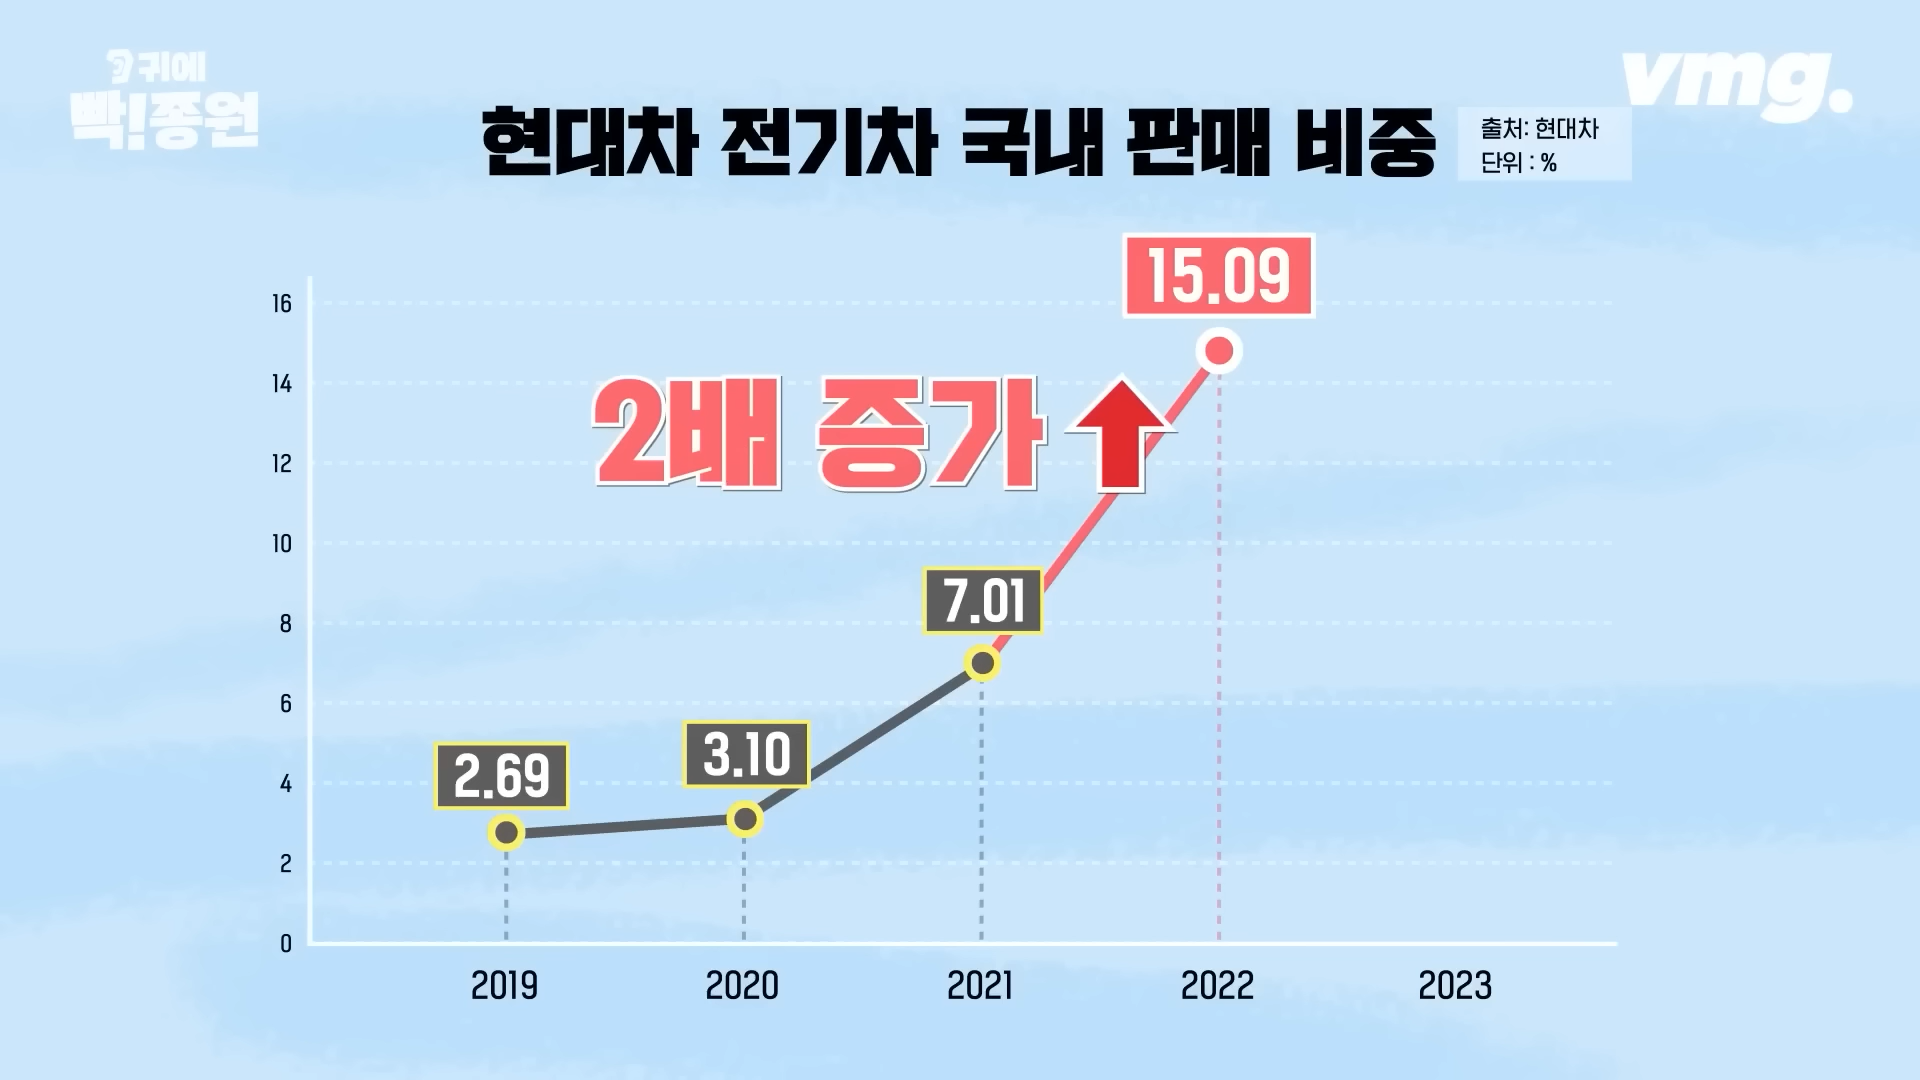 귀에
빡!종원
vmg.
현대차 전기차 국내 판매 비중
출처: 현대차
단위 : %
15.09
16
14
2배 증가
12
10
7.01
8
6
3.10
2.69
4
2
0
2019 2020 2021 2022 2023